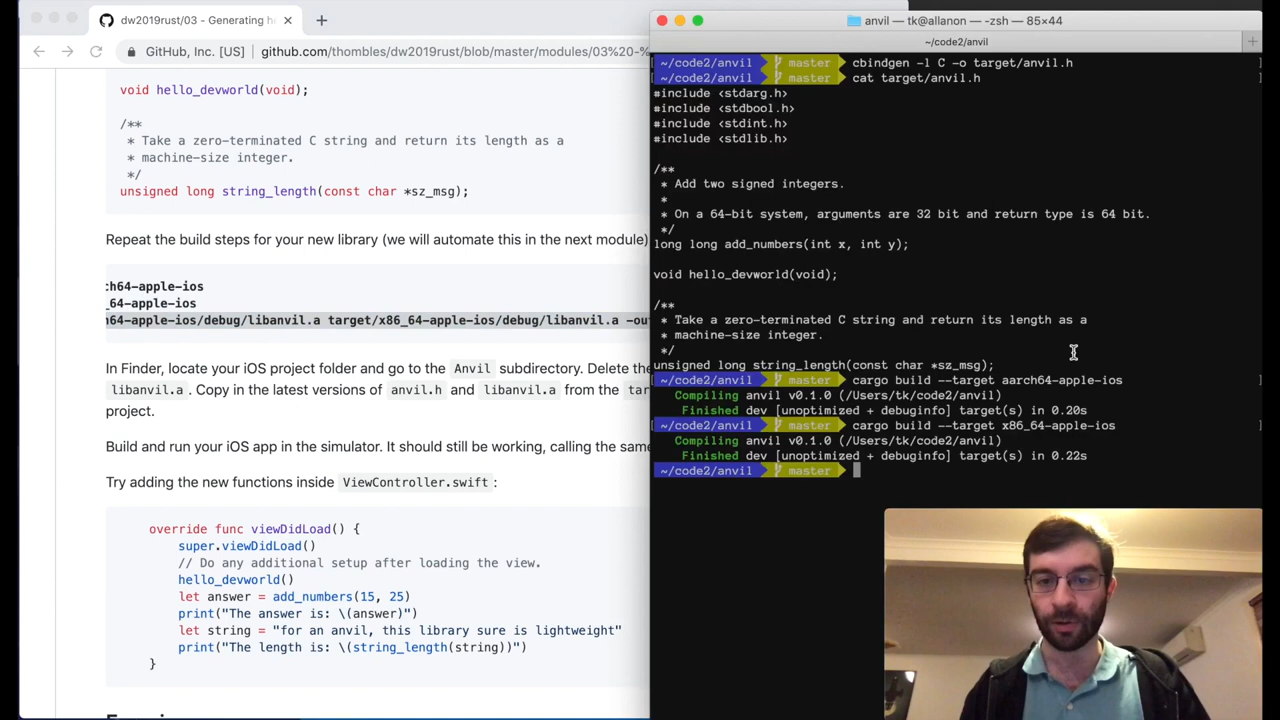 dw2019rust/03 - Generating he
GitHub, Inc. [US]
github.com/thombles/dw2019rust/blob/master/modules/03%20-%
void hello_devworld(void);
/**
* Take a zero-terminated C string and return its length as a
* machine-size integer.
*/
unsigned long string_length(const char *sz_msg);
Repeat the build steps for your new library (we will automate this in the next module)
ch64-apple-ios
_64-apple-ios
h64-apple-ios/debug/libanvil.a target/x86_64-apple-ios/debug/libanvil.a -out
In Finder, locate your iOS project folder and go to the Anvil subdirectory. Delete the
libanvil.a . Copy in the latest versions of anvil.h and libanvil.a from the tar
project.
Build and run your iOS app in the simulator. It should still be working, calling the same
Try adding the new functions inside ViewController.swift :
override func viewDidLoad() {
super.viewDidLoad()
// Do any additional setup after loading the view.
hello_devworld()
let answer = add_numbers(15, 25)
print("The answer is: \(answer)")
let string = "for an anvil, this library sure is lightweight"
print("The length is: \(string_length(string))")
}
anvil — tk@allanon — -zsh — 85×44
~/code2/anvil
~/code2/anvil master cbindgen -l C -o target/anvil.h
~/code2/anvil master cat target/anvil.h
#include <stdarg.h>
#include <stdbool.h>
#include <stdint.h>
#include <stdlib.h>
/**
* Add two signed integers.
*
* On a 64-bit system, arguments are 32 bit and return type is 64 bit.
*/
long long add_numbers(int x, int y);
void hello_devworld(void);
/**
* Take a zero-terminated C string and return its length as a
* machine-size integer.
*/
unsigned long string_length(const char *sz_msg);
~/code2/anvil master cargo build --target aarch64-apple-ios
Compiling anvil v0.1.0 (/Users/tk/code2/anvil)
Finished dev [unoptimized + debuginfo] target(s) in 0.20s
~/code2/anvil master cargo build --target x86_64-apple-ios
Compiling anvil v0.1.0 (/Users/tk/code2/anvil)
Finished dev [unoptimized + debuginfo] target(s) in 0.22s
~/code2/anvil master